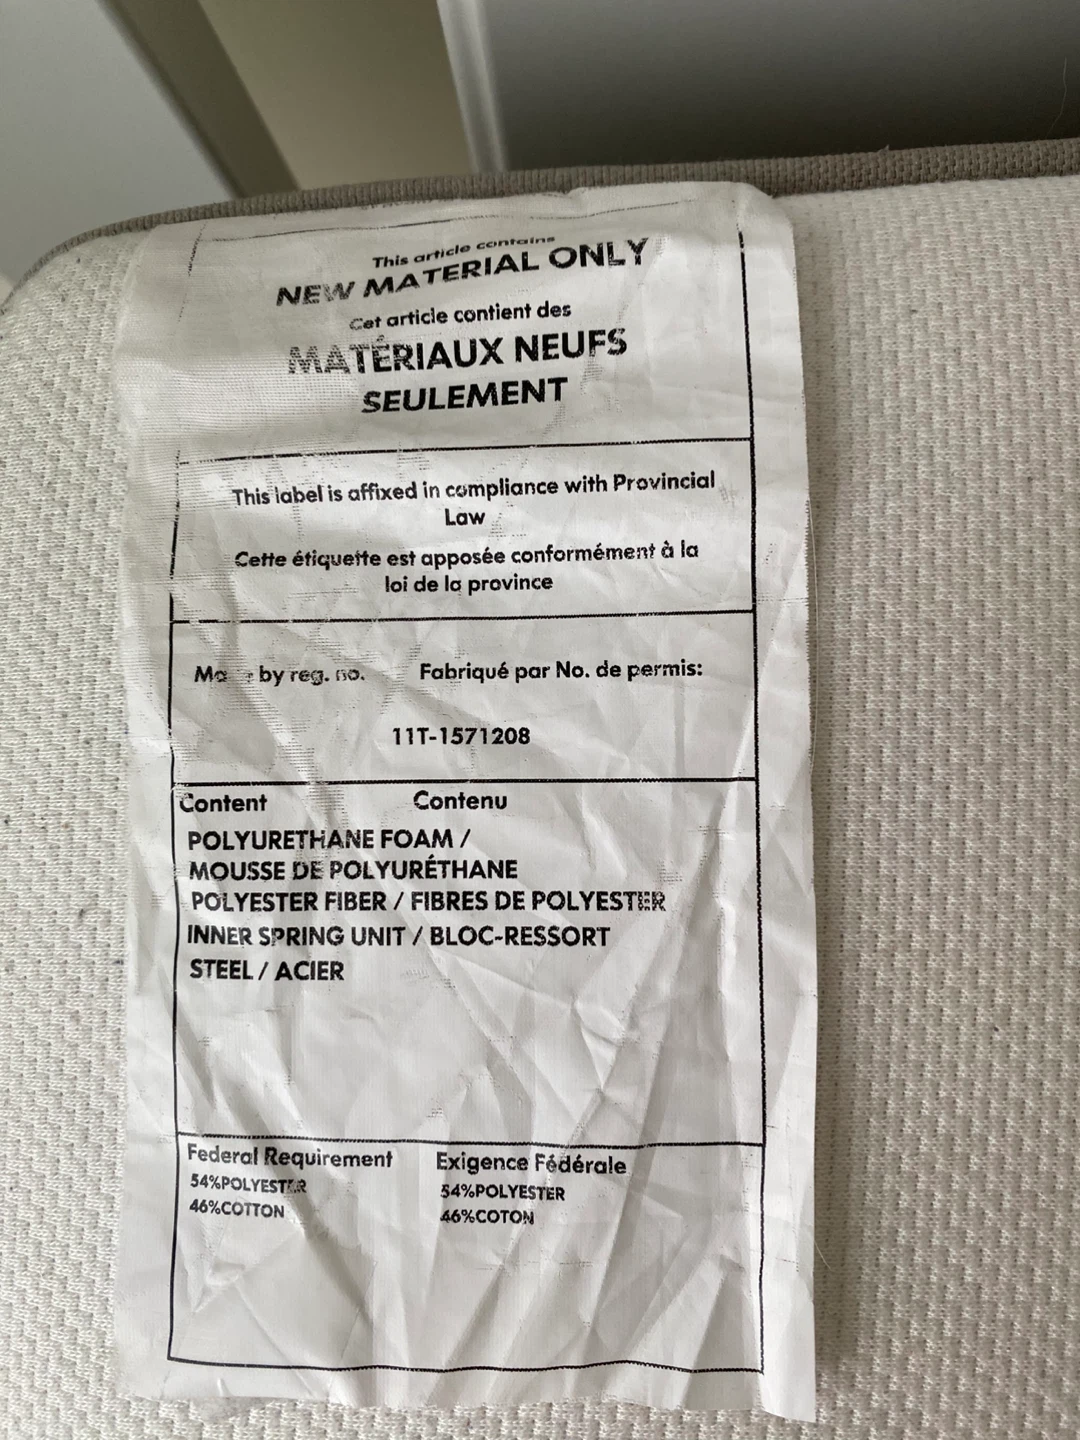 This article contains
NEW MATERIAL ONLY
Cet article contient des
MATÉRIAUX NEUFS
SEULEMENT
This label is affixed in compliance with Provincial
Law
Cette étiquette est apposée conformément à la
loi de la province
by reg. no. Fabriqué par No. de permis:
11T-1571208
Content Contenu
POLYURETHANE FOAM /
MOUSSE DE POLYURÉTHANE
POLYESTER FIBER / FIBRES DE POLYESTER
INNER SPRING UNIT / BLOC-RESSORT
STEEL / ACIER
Federal Requirement Exigence Fédérale
54%POLYESTER 54%POLYESTER
46%COTTON 46%COTON